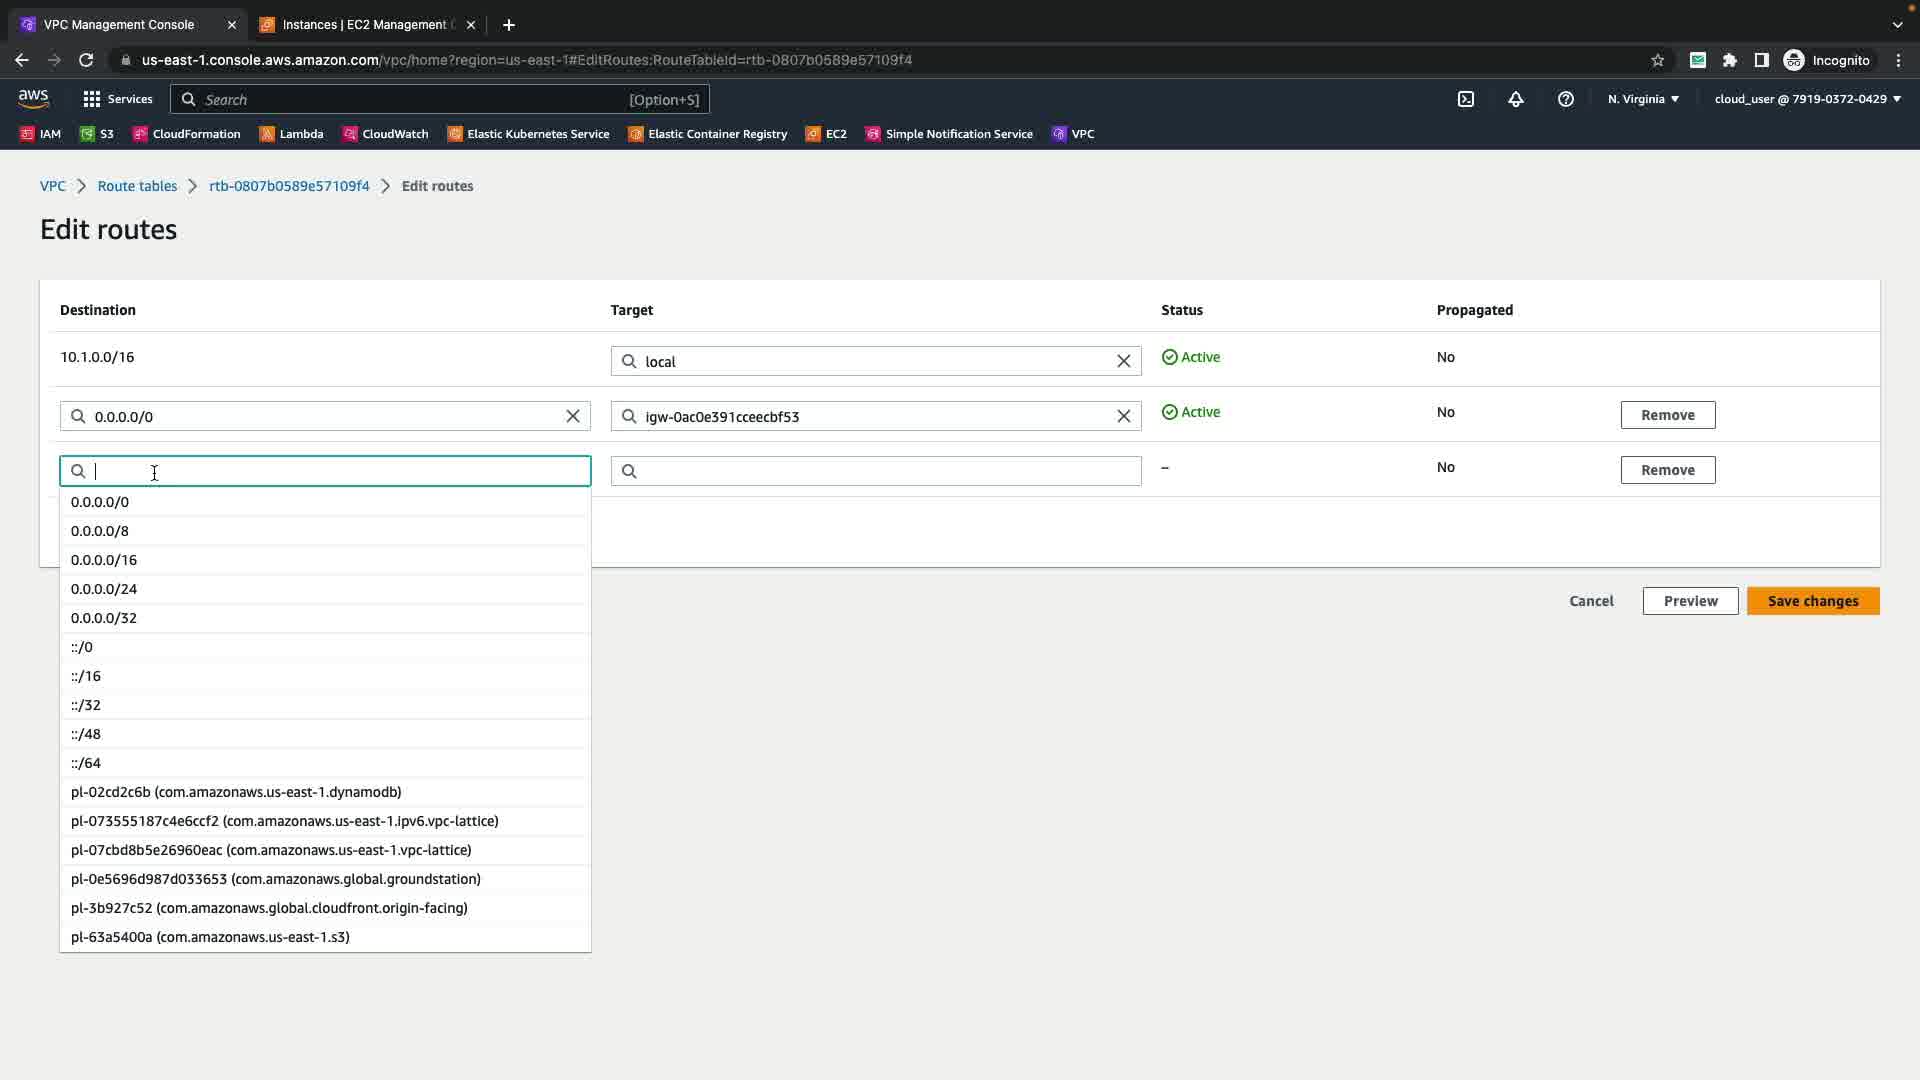 VPC Management Console
Instances | EC2 Management C
us-east-1.console.aws.amazon.com/vpc/home?region=us-east-1#EditRoutes:RouteTableId=rtb-0807b0589e57109f4
Incognito
aws
Services
Search
[Option+S]
N. Virginia
cloud_user @ 7919-0372-0429
IAM
S3
CloudFormation
Lambda
CloudWatch
Elastic Kubernetes Service
Elastic Container Registry
EC2
Simple Notification Service
VPC
VPC > Route tables > rtb-0807b0589e57109f4 > Edit routes
Edit routes
Destination Target Status Propagated
10.1.0.0/16 local Active No
0.0.0.0/0 igw-0ac0e391cceecbf53 Active No Remove
– No Remove
0.0.0.0/0
0.0.0.0/8
0.0.0.0/16
0.0.0.0/24
0.0.0.0/32
::/0
::/16
::/32
::/48
::/64
pl-02cd2c6b (com.amazonaws.us-east-1.dynamodb)
pl-073555187c4e6ccf2 (com.amazonaws.us-east-1.ipv6.vpc-lattice)
pl-07cbd8b5e26960eac (com.amazonaws.us-east-1.vpc-lattice)
pl-0e5696d987d033653 (com.amazonaws.global.groundstation)
pl-3b927c52 (com.amazonaws.global.cloudfront.origin-facing)
pl-63a5400a (com.amazonaws.us-east-1.s3)
Cancel Preview Save changes